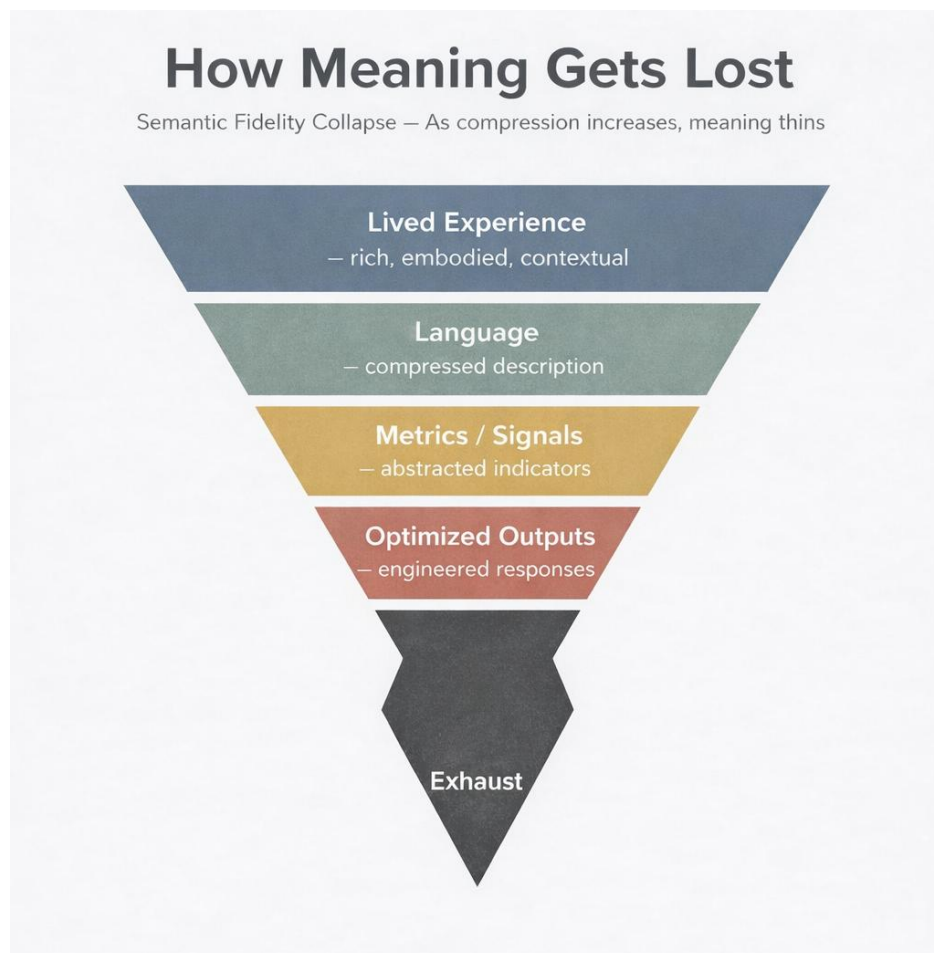 How Meaning Gets Lost
Semantic Fidelity Collapse — As compression increases, meaning thins
Lived Experience
— rich, embodied, contextual
Language
— compressed description
Metrics / Signals
— abstracted indicators
Optimized Outputs
— engineered responses
Exhaust